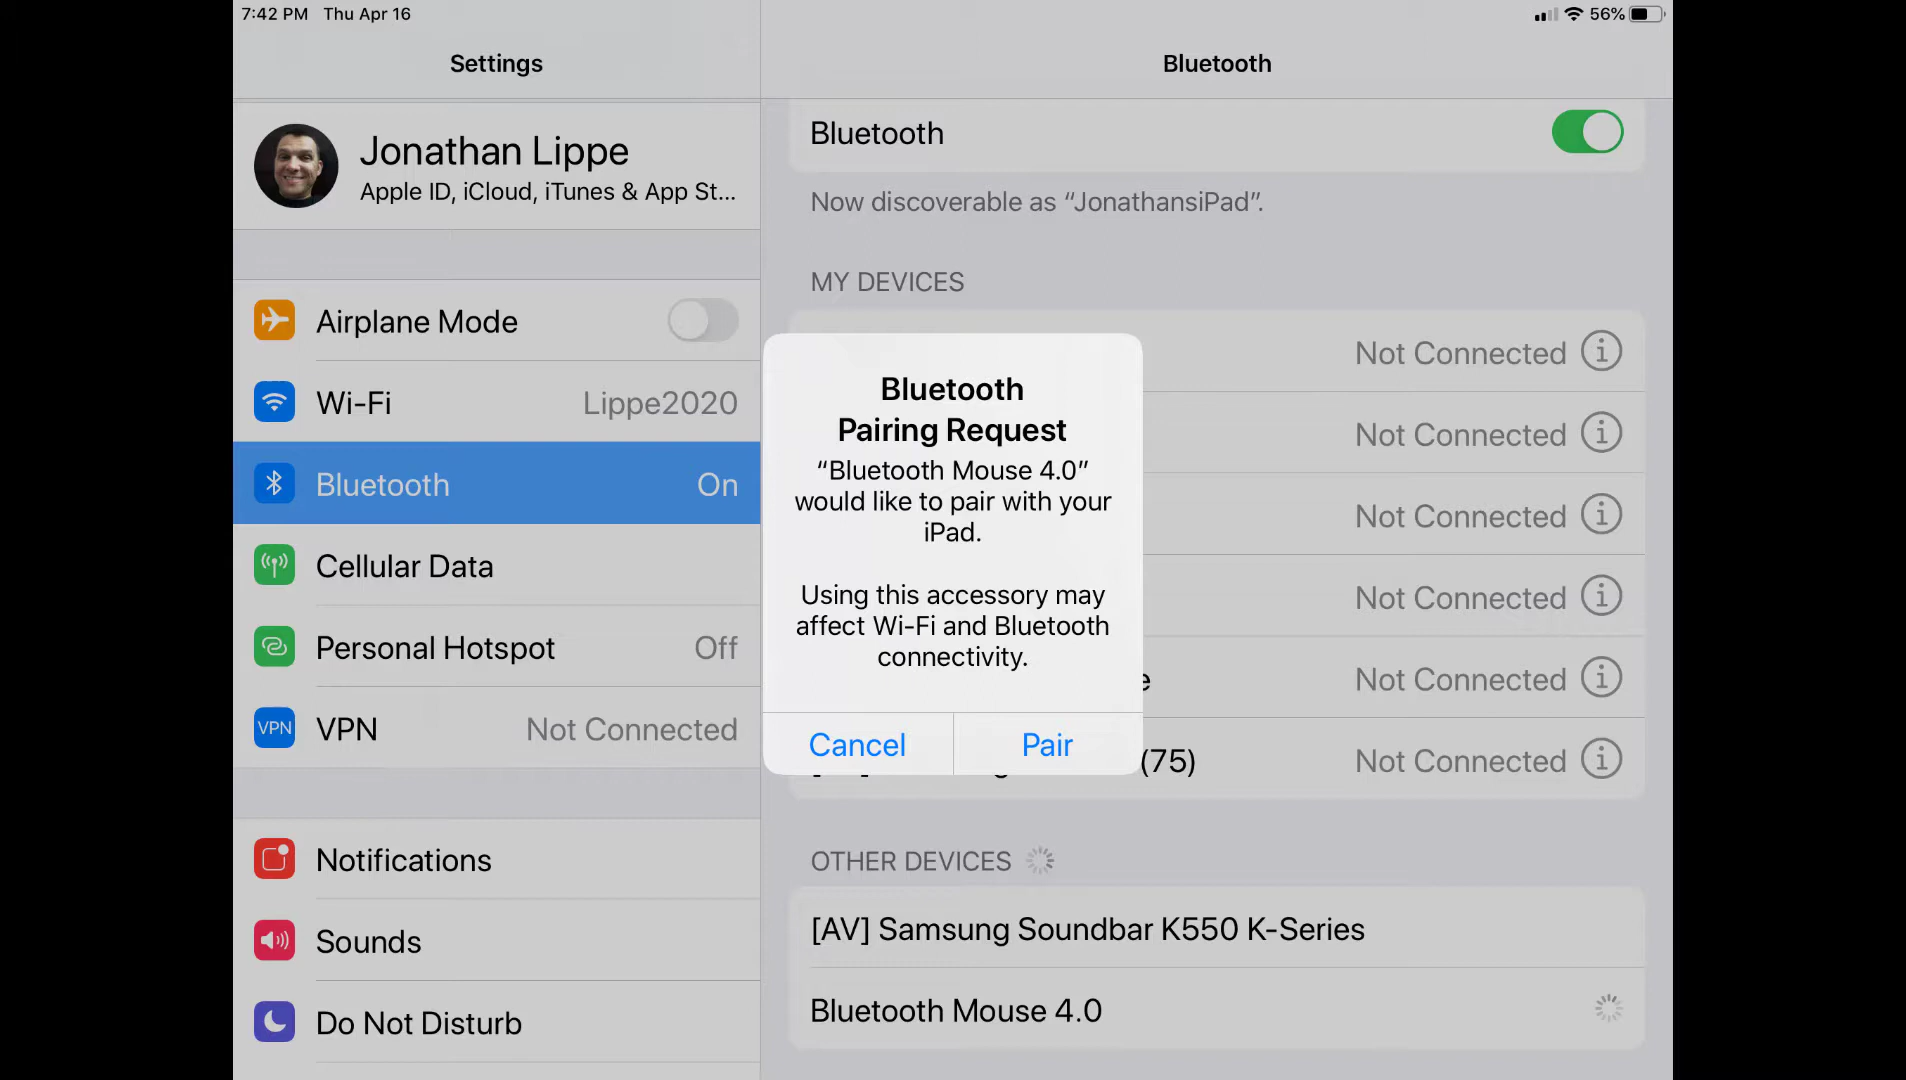 7:42 PM Thu Apr 16
56%
Settings
Bluetooth
Jonathan Lippe
Apple ID, iCloud, iTunes & App St...
Airplane Mode
Wi-Fi Lippe2020
Bluetooth On
Cellular Data
Personal Hotspot Off
VPN VPN Not Connected
Notifications
Sounds
Do Not Disturb
Bluetooth
Now discoverable as “JonathansiPad”.
MY DEVICES
Not Connected
Not Connected
Not Connected
Not Connected
Not Connected
(75) Not Connected
Bluetooth
Pairing Request
“Bluetooth Mouse 4.0”
would like to pair with your
iPad.
Using this accessory may
affect Wi-Fi and Bluetooth
connectivity.
Cancel Pair
OTHER DEVICES
[AV] Samsung Soundbar K550 K-Series
Bluetooth Mouse 4.0